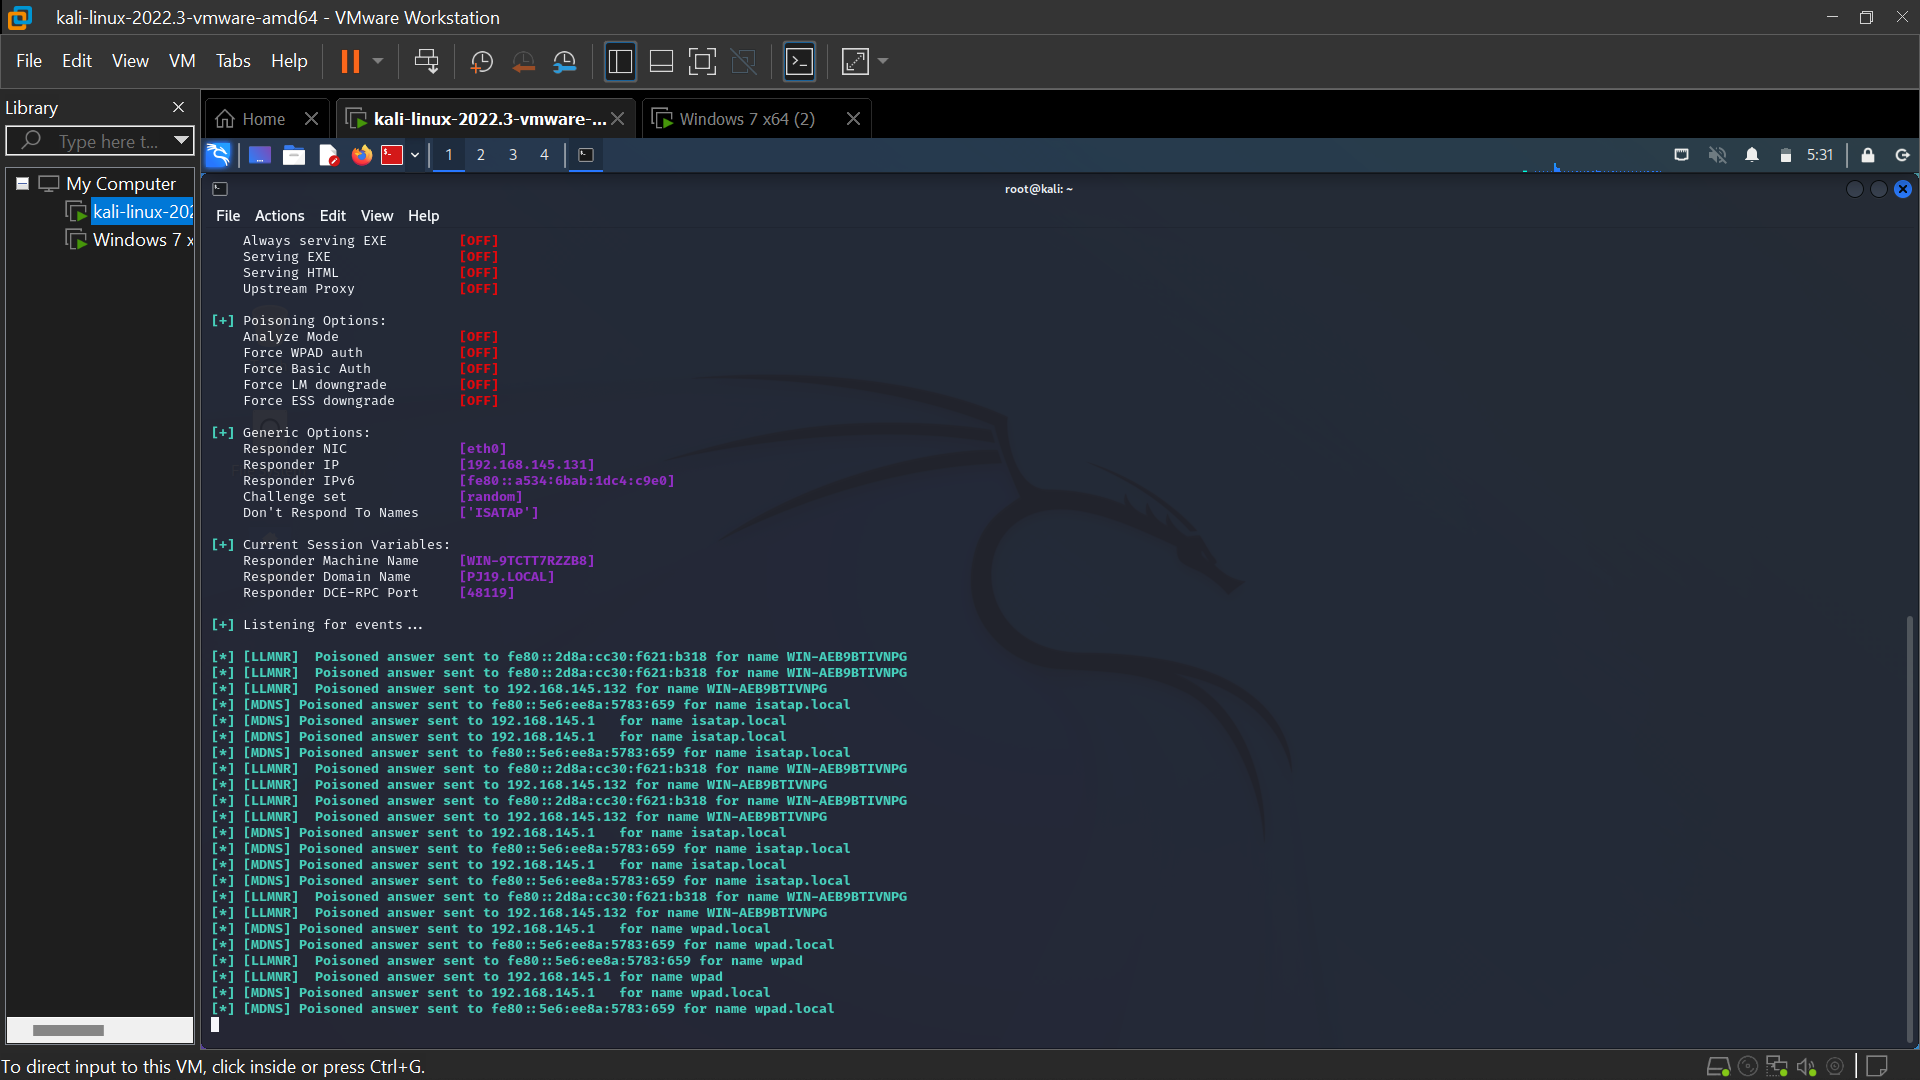 kali-linux-2022.3-vmware-amd64 - VMware Workstation
File Edit View VM Tabs Help
Library
Type here t...
My Computer
kali-linux-202
Windows 7 x
Home
kali-linux-2022.3-vmware-...
Windows 7 x64 (2)
1 2 3 4
5:31
root@kali: ~
File Actions Edit View Help
Always serving EXE [OFF]
Serving EXE [OFF]
Serving HTML [OFF]
Upstream Proxy [OFF]
[+] Poisoning Options:
Analyze Mode [OFF]
Force WPAD auth [OFF]
Force Basic Auth [OFF]
Force LM downgrade [OFF]
Force ESS downgrade [OFF]
[+] Generic Options:
Responder NIC [eth0]
Responder IP [192.168.145.131]
Responder IPv6 [fe80::a534:6bab:1dc4:c9e0]
Challenge set [random]
Don't Respond To Names ['ISATAP']
[+] Current Session Variables:
Responder Machine Name [WIN-9TCTT7RZZB8]
Responder Domain Name [PJ19.LOCAL]
Responder DCE-RPC Port [48119]
[+] Listening for events...
[*] [LLMNR] Poisoned answer sent to fe80::2d8a:cc30:f621:b318 for name WIN-AEB9BTIVNPG
[*] [LLMNR] Poisoned answer sent to fe80::2d8a:cc30:f621:b318 for name WIN-AEB9BTIVNPG
[*] [LLMNR] Poisoned answer sent to 192.168.145.132 for name WIN-AEB9BTIVNPG
[*] [MDNS] Poisoned answer sent to fe80::5e6:ee8a:5783:659 for name isatap.local
[*] [MDNS] Poisoned answer sent to 192.168.145.1 for name isatap.local
[*] [MDNS] Poisoned answer sent to 192.168.145.1 for name isatap.local
[*] [MDNS] Poisoned answer sent to fe80::5e6:ee8a:5783:659 for name isatap.local
[*] [LLMNR] Poisoned answer sent to fe80::2d8a:cc30:f621:b318 for name WIN-AEB9BTIVNPG
[*] [LLMNR] Poisoned answer sent to 192.168.145.132 for name WIN-AEB9BTIVNPG
[*] [LLMNR] Poisoned answer sent to fe80::2d8a:cc30:f621:b318 for name WIN-AEB9BTIVNPG
[*] [LLMNR] Poisoned answer sent to 192.168.145.132 for name WIN-AEB9BTIVNPG
[*] [MDNS] Poisoned answer sent to 192.168.145.1 for name isatap.local
[*] [MDNS] Poisoned answer sent to fe80::5e6:ee8a:5783:659 for name isatap.local
[*] [MDNS] Poisoned answer sent to 192.168.145.1 for name isatap.local
[*] [MDNS] Poisoned answer sent to fe80::5e6:ee8a:5783:659 for name isatap.local
[*] [LLMNR] Poisoned answer sent to fe80::2d8a:cc30:f621:b318 for name WIN-AEB9BTIVNPG
[*] [LLMNR] Poisoned answer sent to 192.168.145.132 for name WIN-AEB9BTIVNPG
[*] [MDNS] Poisoned answer sent to 192.168.145.1 for name wpad.local
[*] [MDNS] Poisoned answer sent to fe80::5e6:ee8a:5783:659 for name wpad.local
[*] [LLMNR] Poisoned answer sent to fe80::5e6:ee8a:5783:659 for name wpad
[*] [LLMNR] Poisoned answer sent to 192.168.145.1 for name wpad
[*] [MDNS] Poisoned answer sent to 192.168.145.1 for name wpad.local
[*] [MDNS] Poisoned answer sent to fe80::5e6:ee8a:5783:659 for name wpad.local
To direct input to this VM, click inside or press Ctrl+G.